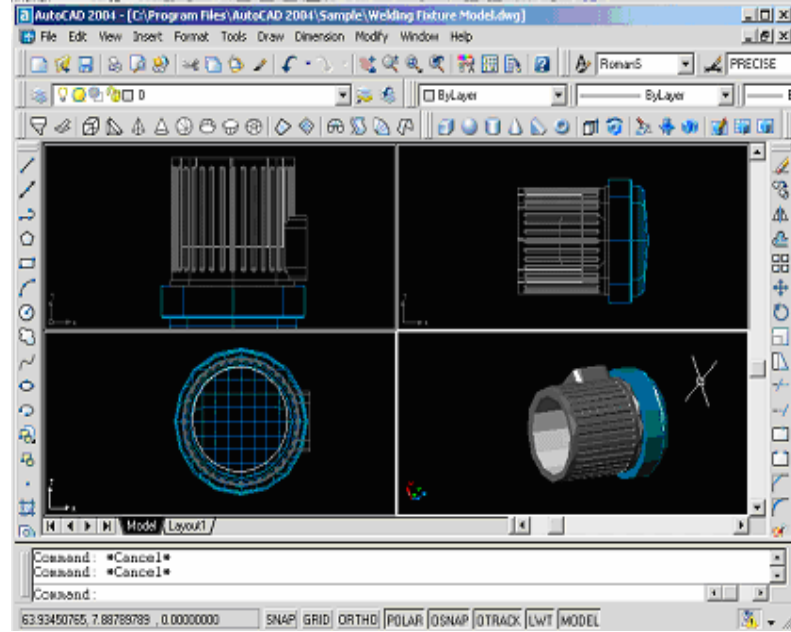 AutoCAD 2004 - [C:\Program Files\AutoCAD 2004\Sample\Welding Fixture Model.dwg]
File Edit View Insert Format Tools Draw Dimension Modify Window Help
RomanS PRECISE
0 ByLayer ByLayer
Model Layout1
Command: *Cancel*
Command: *Cancel*
Command:
63.93450765, 7.88789789 , 0.00000000 SNAP GRID ORTHO POLAR OSNAP OTRACK LWT MODEL